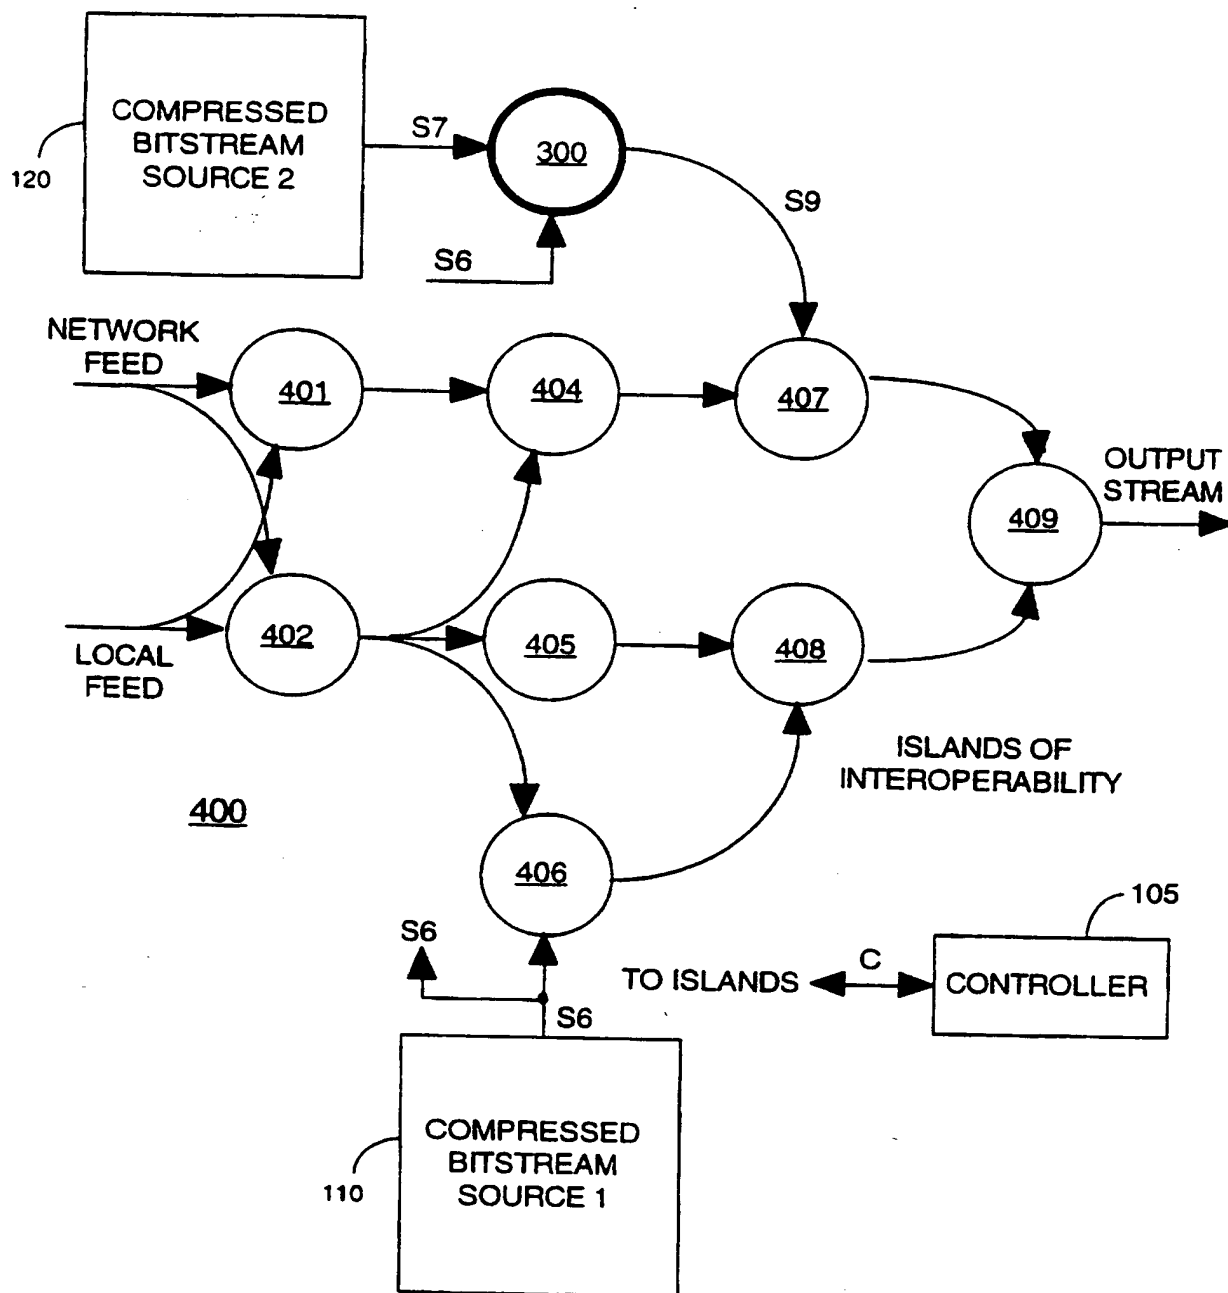 COMPRESSED
BITSTREAM
SOURCE 2
120
S7
300
S9
S6
NETWORK
FEED
401
404
407
OUTPUT
STREAM
409
LOCAL
FEED
402
405
408
ISLANDS OF
INTEROPERABILITY
400
406
105
S6
TO ISLANDS
C
CONTROLLER
S6
COMPRESSED
BITSTREAM
SOURCE 1
110